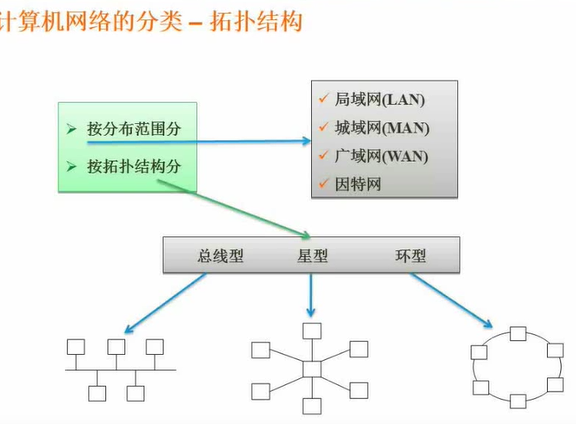 计算机网络的分类 – 拓扑结构
按分布范围分
按拓扑结构分
局域网(LAN)
城域网(MAN)
广域网(WAN)
因特网
总线型 星型 环型